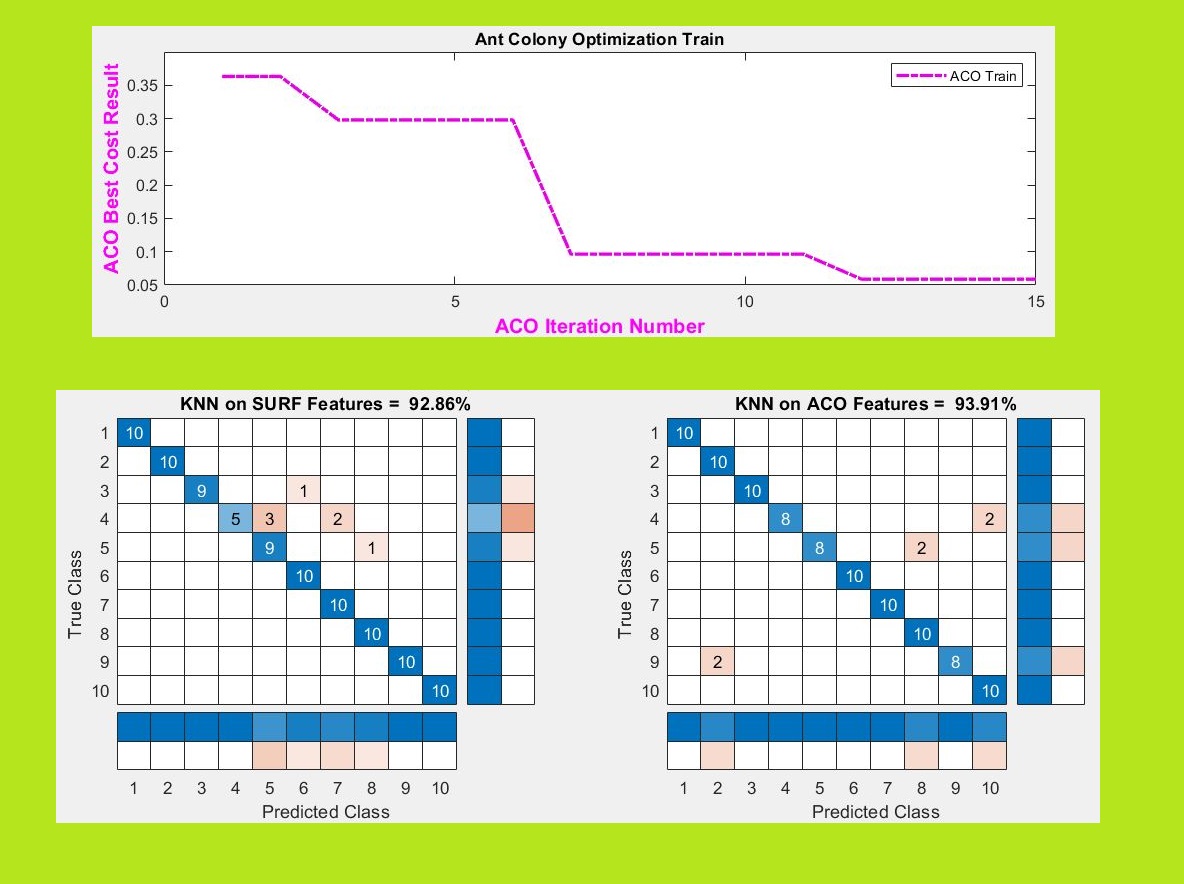 Ant Colony Optimization Train
ACO Best Cost Result
0.35
0.3
0.25
0.2
0.15
0.1
0.05
ACO Train
0 5 10 15
ACO Iteration Number
KNN on SURF Features = 92.86%
True Class
1 10
2 10
3 9 1
4 5 3 2
5 9 1
6 10
7 10
8 10
9 10
10 10
1 2 3 4 5 6 7 8 9 10
Predicted Class
KNN on ACO Features = 93.91%
True Class
1 10
2 10
3 10
4 8 2
5 8 2
6 10
7 10
8 10
9 2 8
10 10
1 2 3 4 5 6 7 8 9 10
Predicted Class